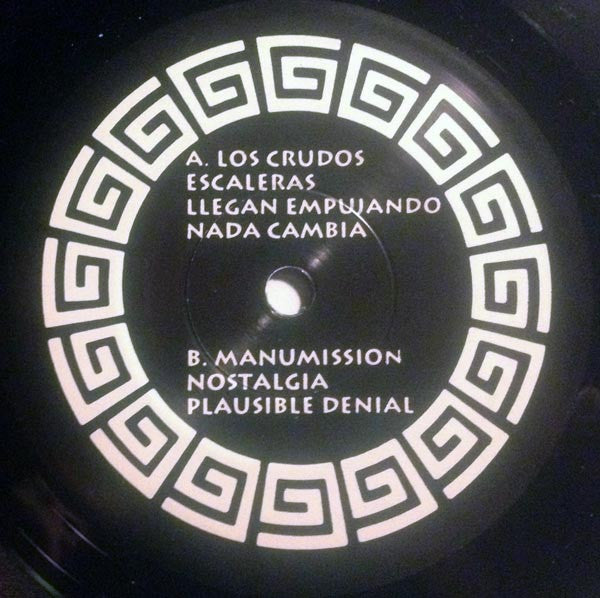 A. LOS CRUDOS
ESCALERAS
LLEGAN EMPUJANDO
NADA CAMBIA
B. MANUMISSION
NOSTALGIA
PLAUSIBLE DENIAL